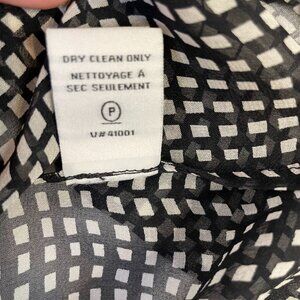 DRY CLEAN ONLY
NETTOYAGE À
SEC SEULEMENT
P
V# 41001